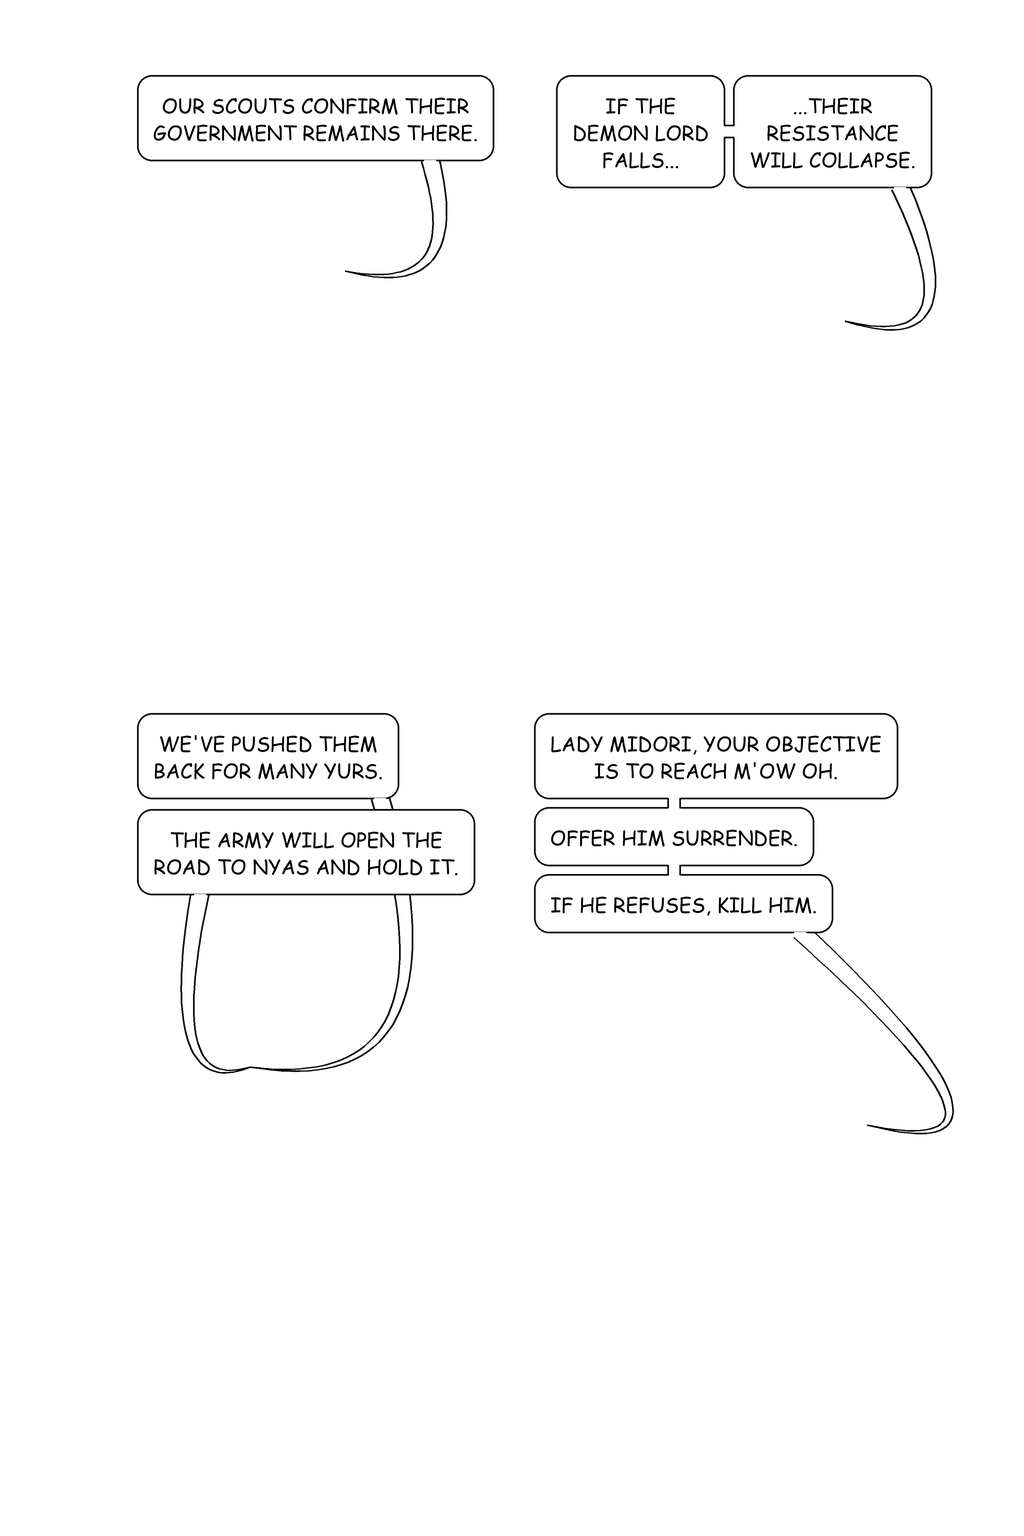 OUR SCOUTS CONFIRM THEIR
GOVERNMENT REMAINS THERE.
IF THE
DEMON LORD
FALLS...
...THEIR
RESISTANCE
WILL COLLAPSE.
WE'VE PUSHED THEM
BACK FOR MANY YURS.
THE ARMY WILL OPEN THE
ROAD TO NYAS AND HOLD IT.
LADY MIDORI, YOUR OBJECTIVE
IS TO REACH M'OW OH.
OFFER HIM SURRENDER.
IF HE REFUSES, KILL HIM.